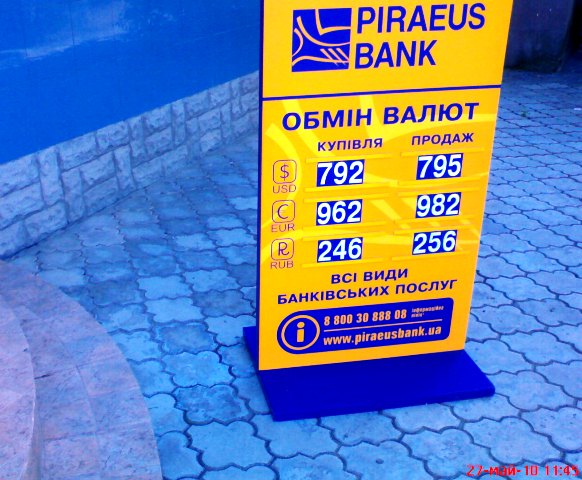 PIRAEUS
BANK
ОБМІН ВАЛЮТ
КУПІВЛЯ ПРОДАЖ
$ USD 792 795
€ EUR 962 982
RUB 246 256
ВСІ ВИДИ
БАНКІВСЬКИХ ПОСЛУГ
8 800 30 888 08
i
www.piraeusbank.ua
27-май-10 11:45